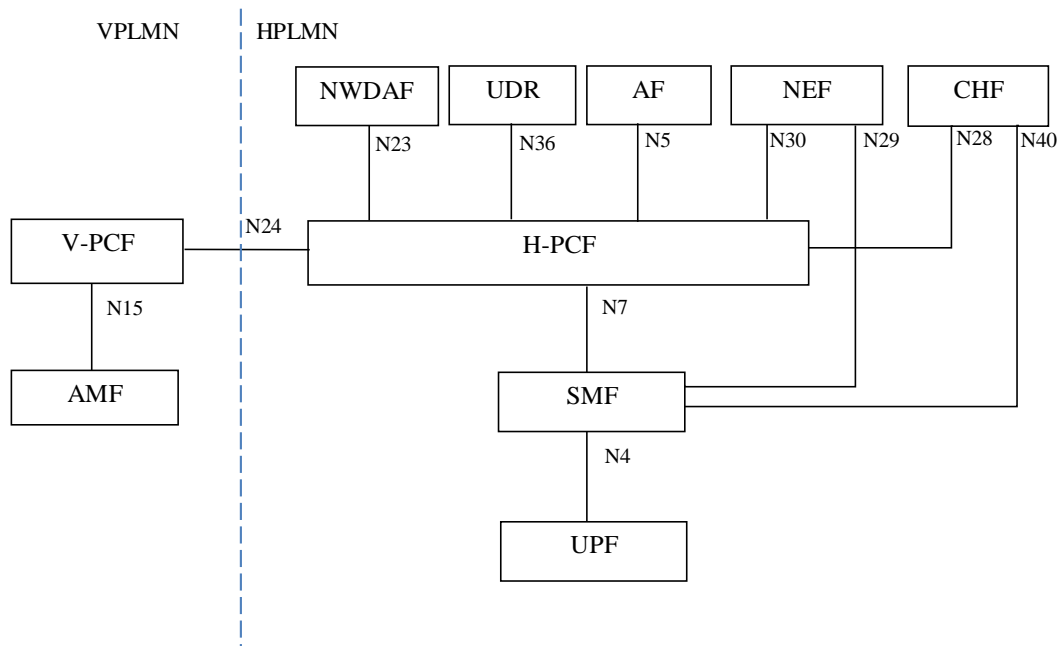 VPLMN
HPLMN
NWDAF
UDR
AF
NEF
CHF
N23
N36
N5
N30
N29
N28
N40
V-PCF
N24
H-PCF
N15
N7
AMF
SMF
N4
UPF